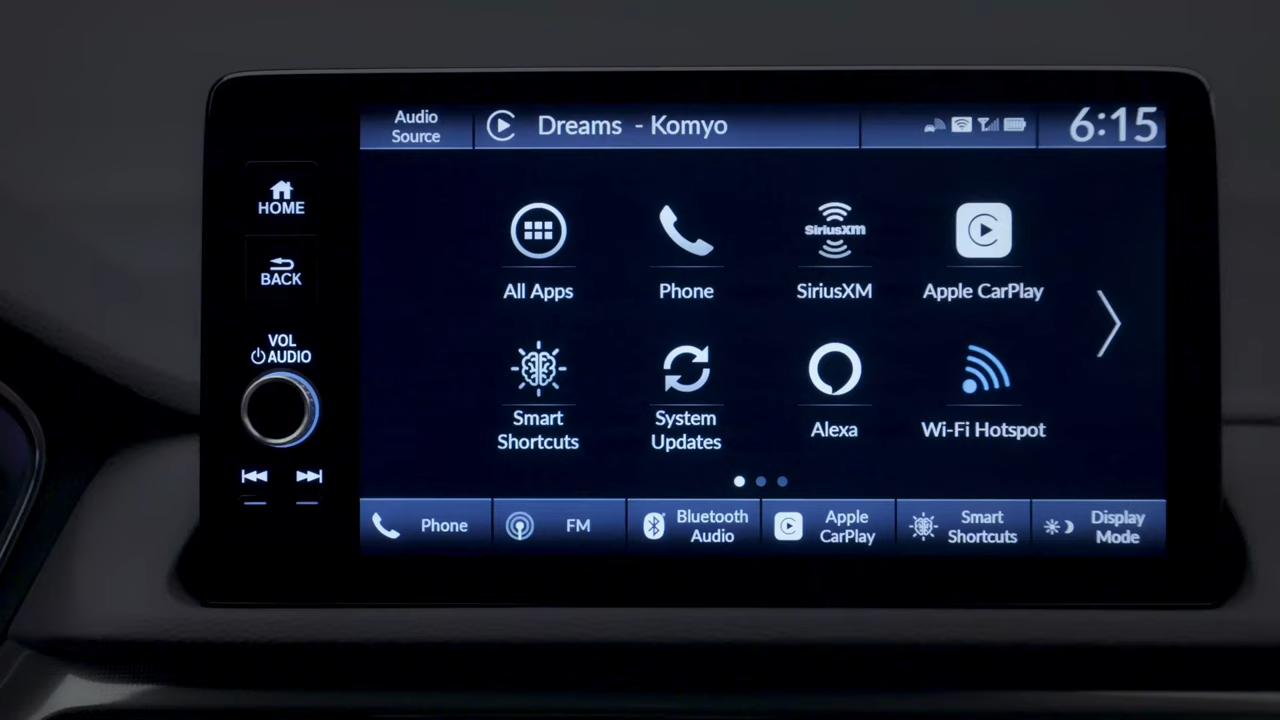 Audio
Source
Dreams - Komyo
6:15
HOME
BACK
VOL
AUDIO
SiriusXM
All Apps
Phone
SiriusXM
Apple CarPlay
Smart
Shortcuts
System
Updates
Alexa
Wi-Fi Hotspot
Phone
FM
Bluetooth
Audio
Apple
CarPlay
Smart
Shortcuts
Display
Mode